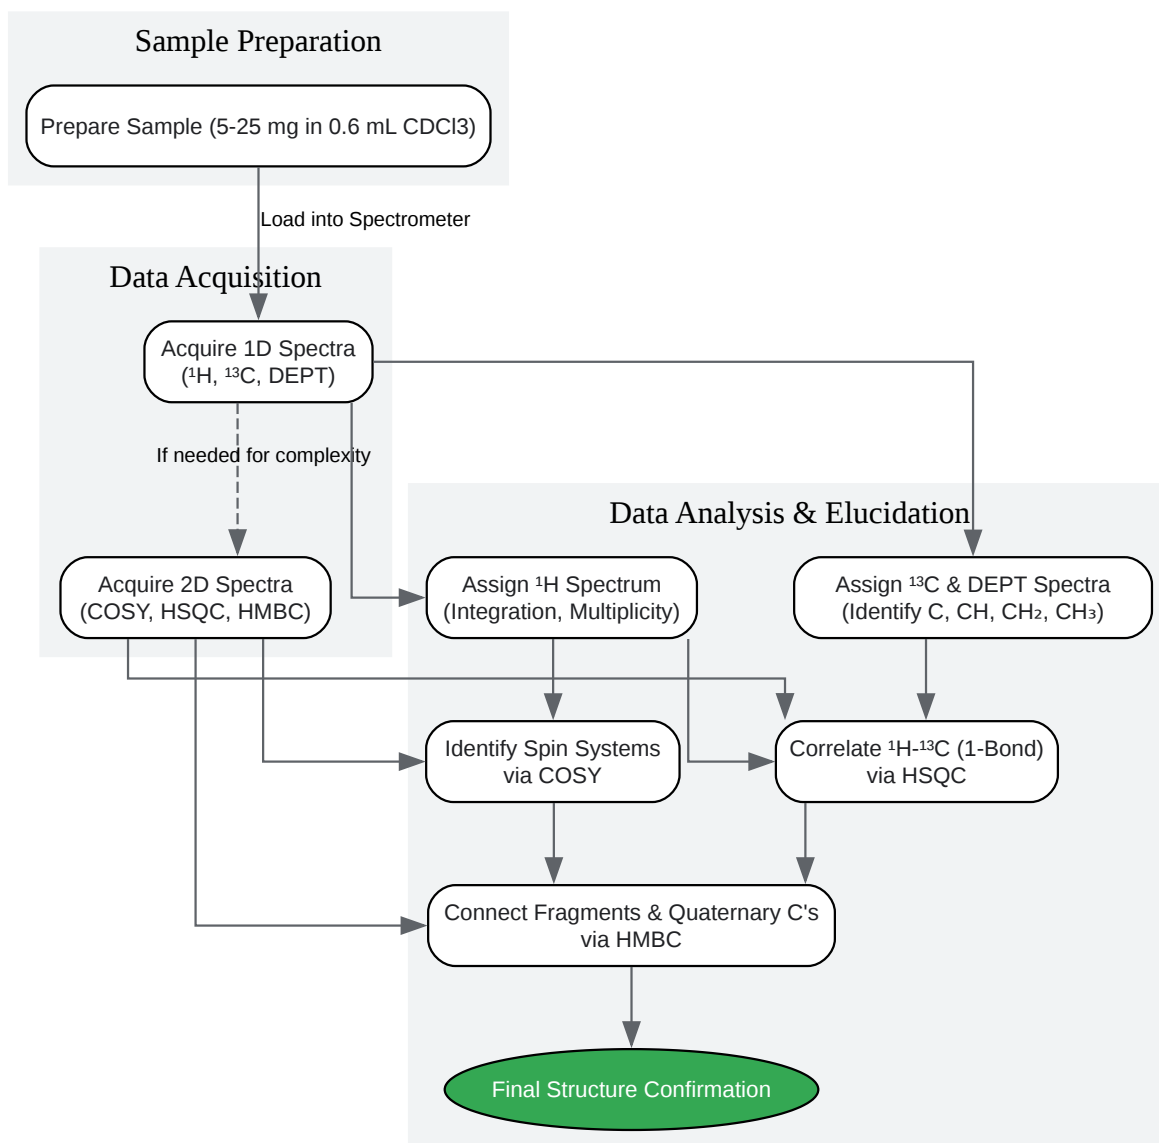 Sample Preparation
Prepare Sample (5-25 mg in 0.6 mL CDCl3)
Load into Spectrometer
Data Acquisition
Acquire 1D Spectra
(¹H, ¹³C, DEPT)
If needed for complexity
Acquire 2D Spectra
(COSY, HSQC, HMBC)
Data Analysis & Elucidation
Assign ¹H Spectrum
(Integration, Multiplicity)
Assign ¹³C & DEPT Spectra
(Identify C, CH, CH₂, CH₃)
Identify Spin Systems
via COSY
Correlate ¹H-¹³C (1-Bond)
via HSQC
Connect Fragments & Quaternary C's
via HMBC
Final Structure Confirmation